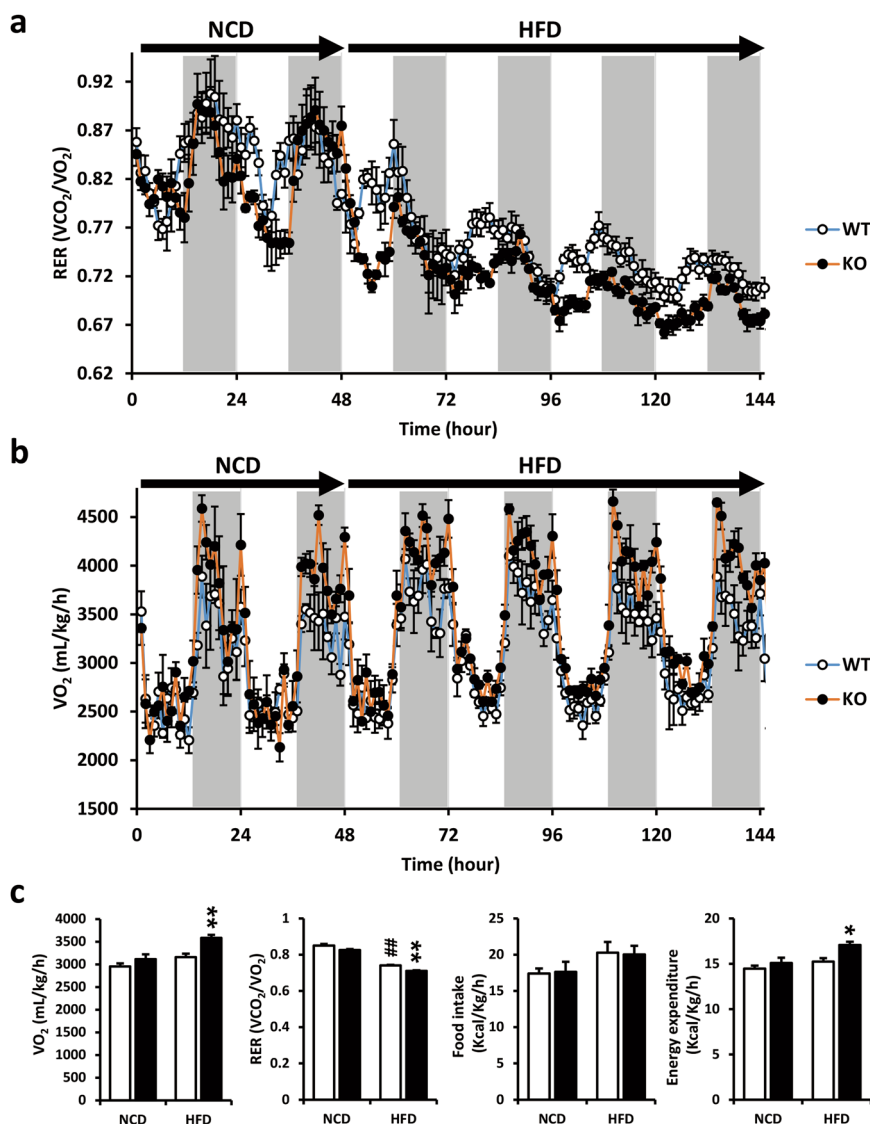 a
NCD HFD
RER (VCO2/VO2)
0.92
0.87
0.82
0.77
0.72
0.67
0.62
0 24 48 72 96 120 144
Time (hour)
WT
KO
b
NCD HFD
VO2 (mL/kg/h)
4500
4000
3500
3000
2500
2000
1500
0 24 48 72 96 120 144
Time (hour)
WT
KO
c
VO2 (mL/kg/h)
4000
3500
3000
2500
2000
1500
1000
500
0
**
NCD HFD
RER (VCO2/VO2)
1
0.8
0.6
0.4
0.2
0
## **
NCD HFD
Food intake
(Kcal/Kg/h)
25
20
15
10
5
0
NCD HFD
Energy expenditure
(Kcal/Kg/h)
20
15
10
5
0
*
NCD HFD